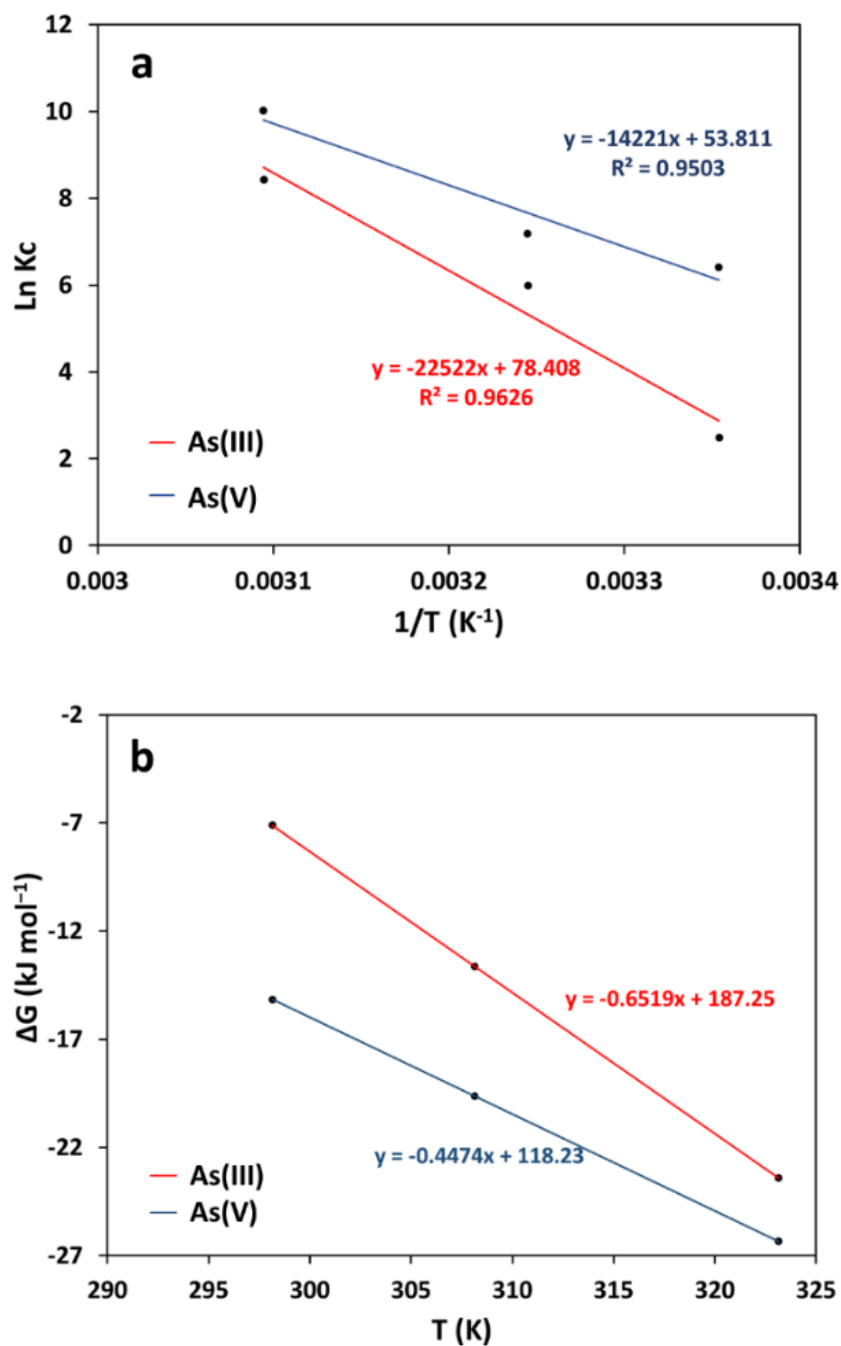 a
12
10
8
6
4
2
0
Ln Kc
y = -14221x + 53.811
R² = 0.9503
y = -22522x + 78.408
R² = 0.9626
As(III)
As(V)
0.003 0.0031 0.0032 0.0033 0.0034
1/T (K⁻¹)
b
-2
-7
-12
-17
-22
-27
ΔG (kJ mol⁻¹)
y = -0.6519x + 187.25
y = -0.4474x + 118.23
As(III)
As(V)
290 295 300 305 310 315 320 325
T (K)